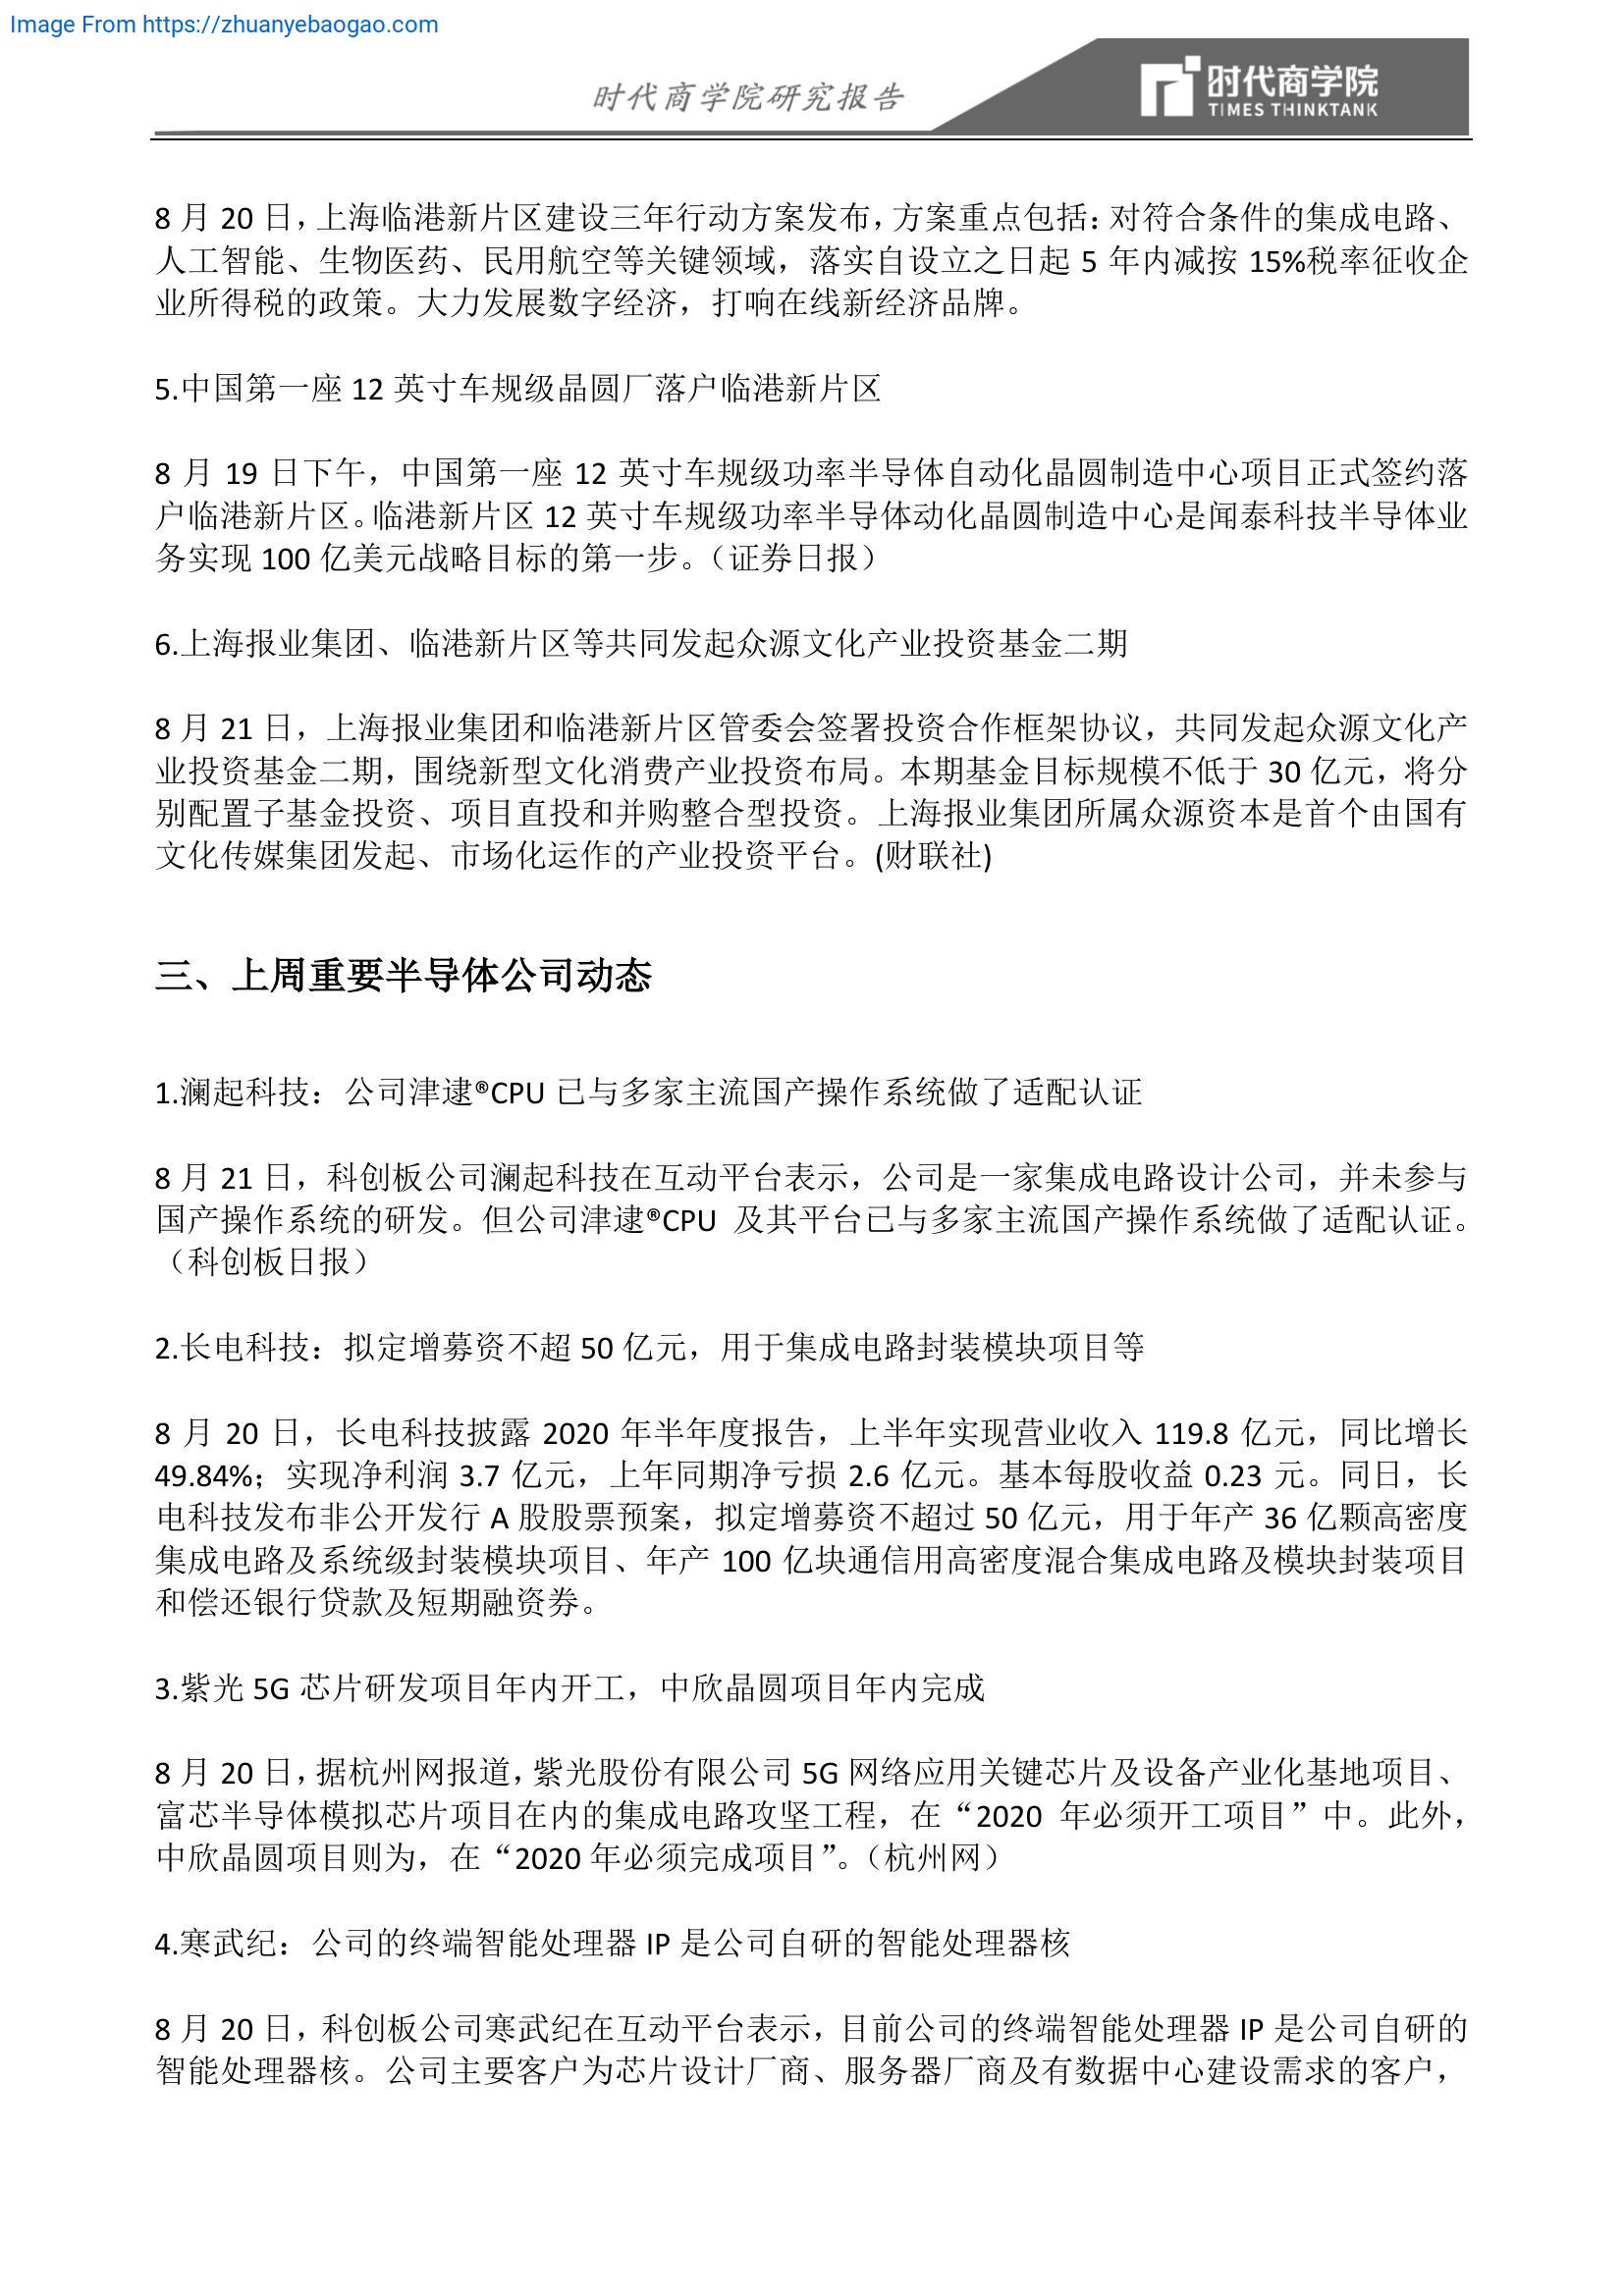 Image From https://zhuanyebaogao.com
时代商学院研究报告
时代商学院
TIMES THINKTANK
8 月 20 日，上海临港新片区建设三年行动方案发布，方案重点包括：对符合条件的集成电路、
人工智能、生物医药、民用航空等关键领域，落实自设立之日起 5 年内减按 15%税率征收企
业所得税的政策。大力发展数字经济，打响在线新经济品牌。
5.中国第一座 12 英寸车规级晶圆厂落户临港新片区
8 月 19 日下午，中国第一座 12 英寸车规级功率半导体自动化晶圆制造中心项目正式签约落
户临港新片区。临港新片区 12 英寸车规级功率半导体动化晶圆制造中心是闻泰科技半导体业
务实现 100 亿美元战略目标的第一步。（证券日报）
6.上海报业集团、临港新片区等共同发起众源文化产业投资基金二期
8 月 21 日，上海报业集团和临港新片区管委会签署投资合作框架协议，共同发起众源文化产
业投资基金二期，围绕新型文化消费产业投资布局。本期基金目标规模不低于 30 亿元，将分
别配置子基金投资、项目直投和并购整合型投资。上海报业集团所属众源资本是首个由国有
文化传媒集团发起、市场化运作的产业投资平台。(财联社)
三、上周重要半导体公司动态
1.澜起科技：公司津逮®CPU 已与多家主流国产操作系统做了适配认证
8 月 21 日，科创板公司澜起科技在互动平台表示，公司是一家集成电路设计公司，并未参与
国产操作系统的研发。但公司津逮®CPU 及其平台已与多家主流国产操作系统做了适配认证。
（科创板日报）
2.长电科技：拟定增募资不超 50 亿元，用于集成电路封装模块项目等
8 月 20 日，长电科技披露 2020 年半年度报告，上半年实现营业收入 119.8 亿元，同比增长
49.84%；实现净利润 3.7 亿元，上年同期净亏损 2.6 亿元。基本每股收益 0.23 元。同日，长
电科技发布非公开发行 A 股股票预案，拟定增募资不超过 50 亿元，用于年产 36 亿颗高密度
集成电路及系统级封装模块项目、年产 100 亿块通信用高密度混合集成电路及模块封装项目
和偿还银行贷款及短期融资券。
3.紫光 5G 芯片研发项目年内开工，中欣晶圆项目年内完成
8 月 20 日，据杭州网报道，紫光股份有限公司 5G 网络应用关键芯片及设备产业化基地项目、
富芯半导体模拟芯片项目在内的集成电路攻坚工程，在“2020 年必须开工项目”中。此外，
中欣晶圆项目则为，在“2020 年必须完成项目”。（杭州网）
4.寒武纪：公司的终端智能处理器 IP 是公司自研的智能处理器核
8 月 20 日，科创板公司寒武纪在互动平台表示，目前公司的终端智能处理器 IP 是公司自研的
智能处理器核。公司主要客户为芯片设计厂商、服务器厂商及有数据中心建设需求的客户，